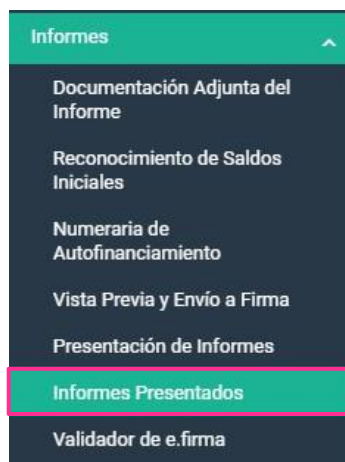 Informes
Documentación Adjunta del
Informe
Reconocimiento de Saldos
Iniciales
Numeraria de
Autofinanciamiento
Vista Previa y Envío a Firma
Presentación de Informes
Informes Presentados
Validador de e.firma